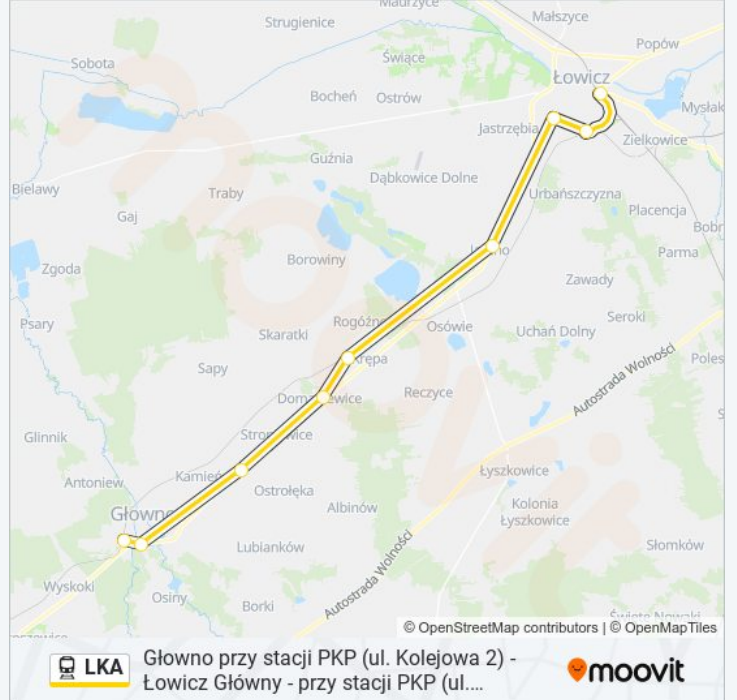 Maurzyce
Małszyce
Strugienice
Popów
Sobota
Świące
Łowicz
Bocheń
Ostrów
Mysłak
Jastrzębia
Zielkowice
Guźnia
Dąbkowice Dolne
Bielawy
Traby
Urbańszczyzna
Placencja
Gaj
Bobr
Parma
Borowiny
Zgoda
Zawady
Psary
Rogóźno
Osówie
Seroki
Skaratki
Uchań Dolny
Krępa
Sapy
Autostrada Wolności
Poles
Reczyce
Glinnik
Łyszkowice
Kamień
Antoniew
Ostrołęka
Albinów
Kolonia
Łyszkowice
Głowno
Lubianków
Słomków
Autostrada Wolności
Wyskoki
Osiny
Borki
© OpenStreetMap contributors | © OpenMapTiles
LKA
Głowno przy stacji PKP (ul. Kolejowa 2) -
Łowicz Główny - przy stacji PKP (ul....
moovit